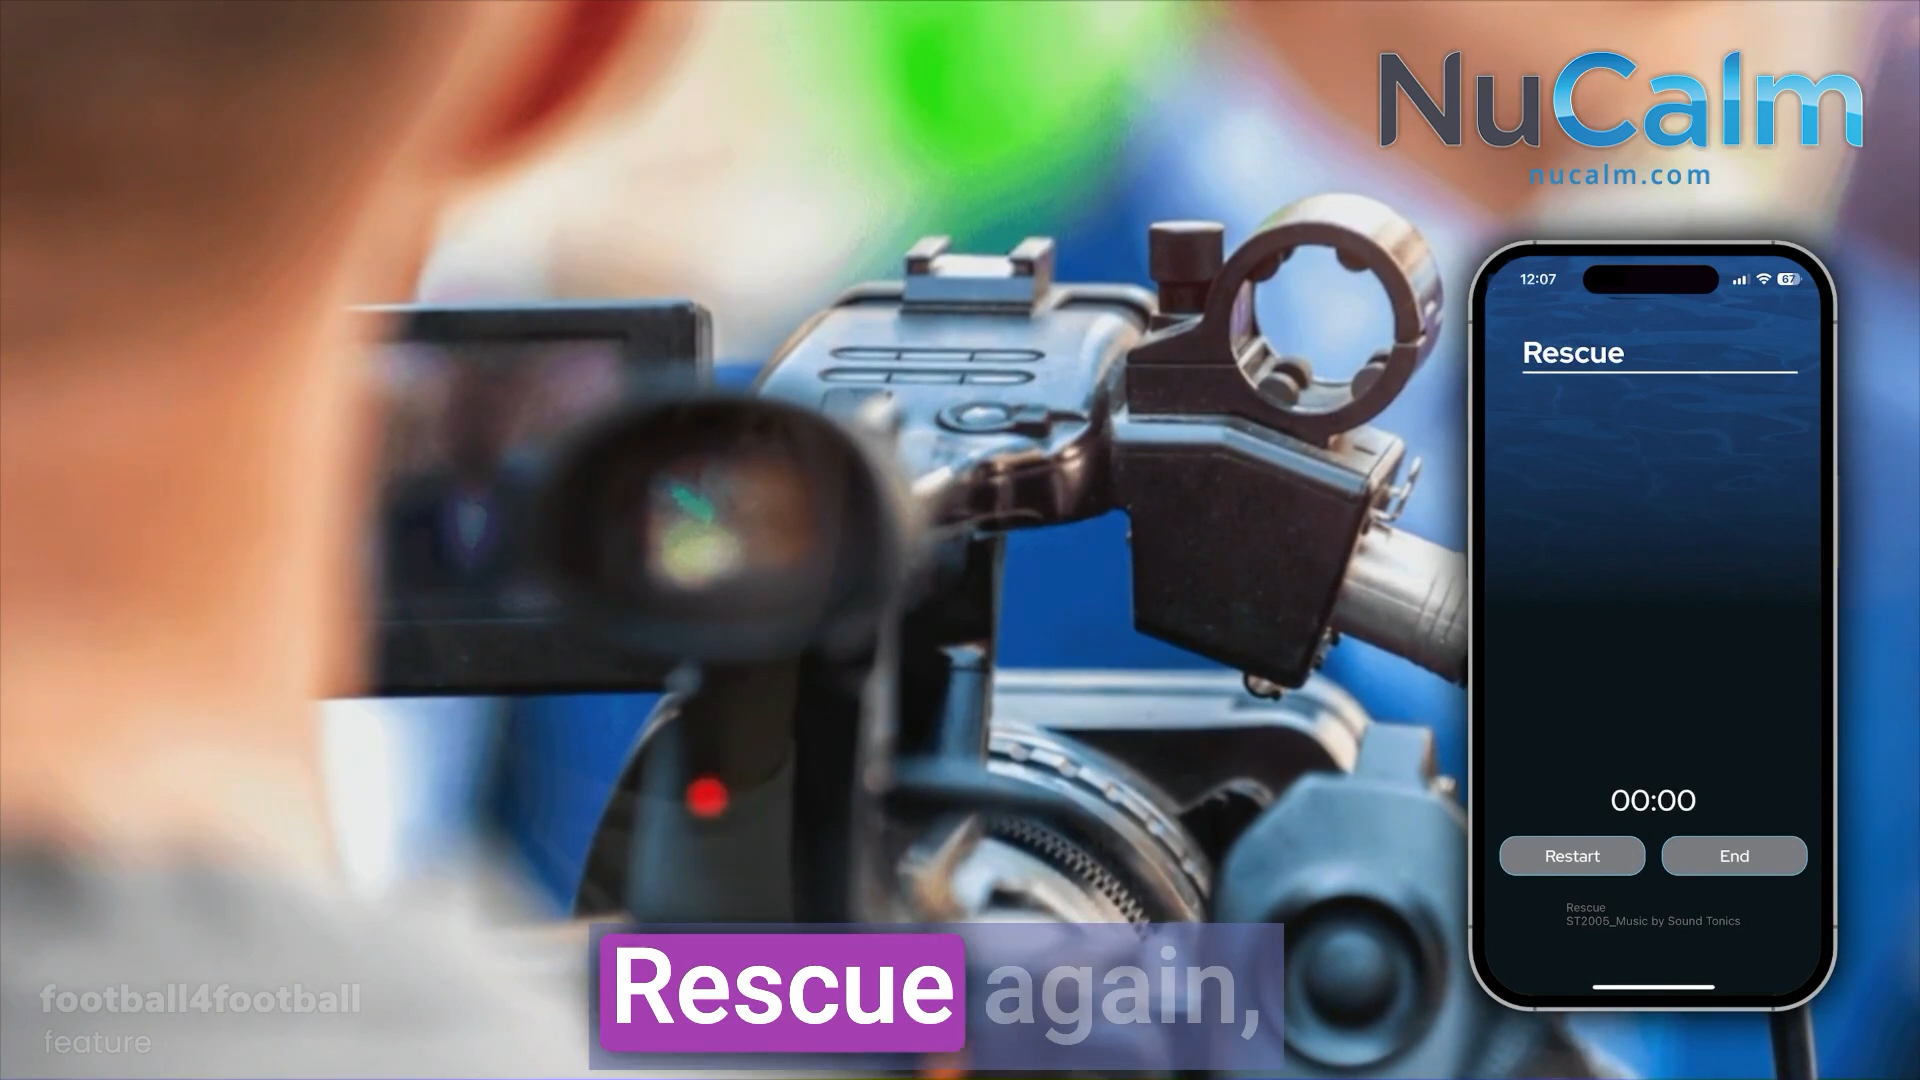 NuCalm
nucalm.com
12:07
67
Rescue
00:00
Restart
End
Rescue
ST2005_Music by Sound Tonics
Rescue again,
football4football
feature